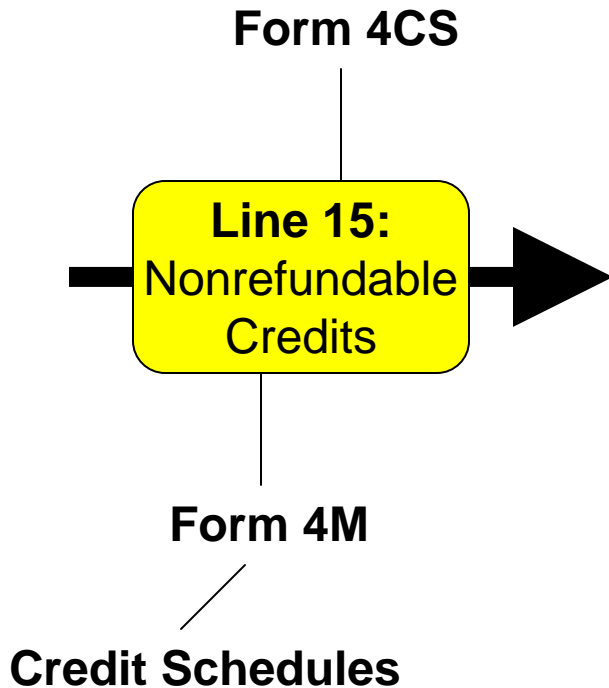 Form 4CS
Line 15:
Nonrefundable
Credits
Form 4M
Credit Schedules